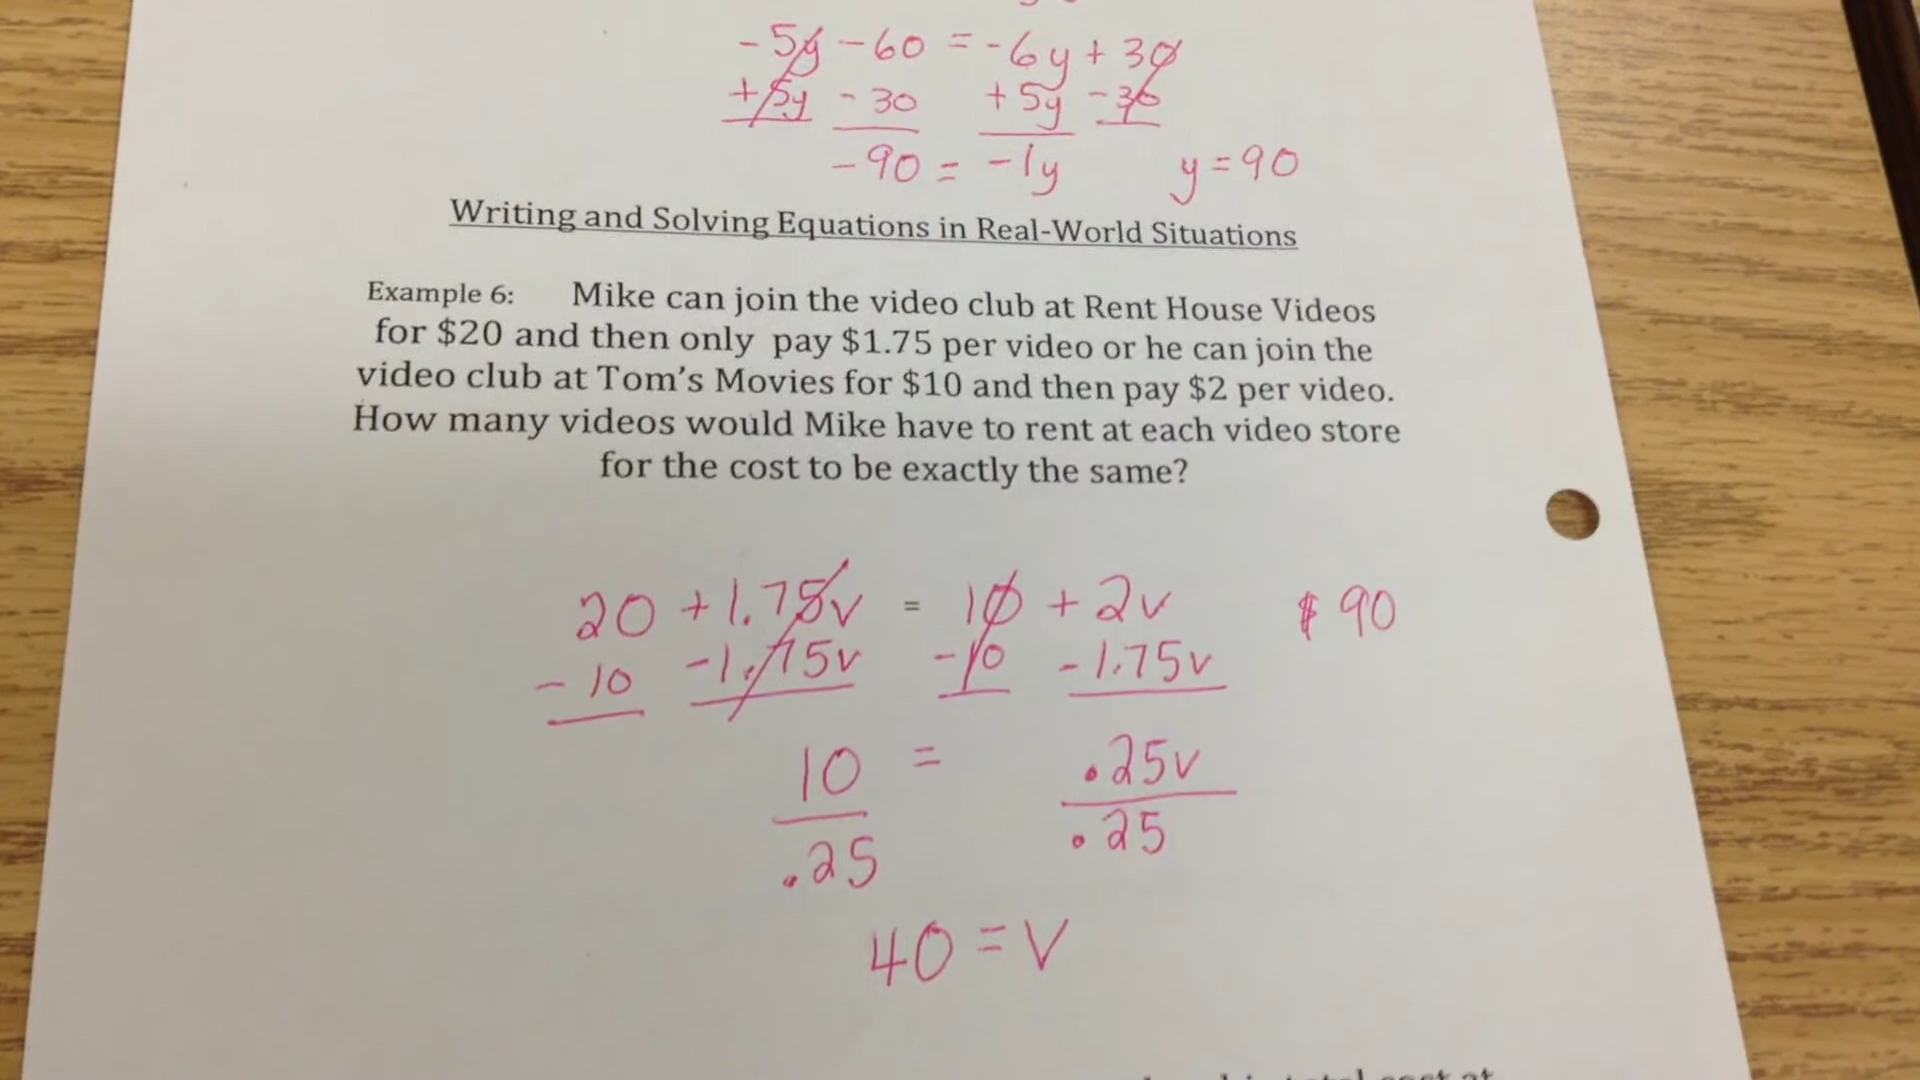 -5y - 60 = -6y + 30
+5y - 30 +5y - 30
-90 = -1y y = 90
Writing and Solving Equations in Real-World Situations
Example 6: Mike can join the video club at Rent House Videos
for $20 and then only pay $1.75 per video or he can join the
video club at Tom's Movies for $10 and then pay $2 per video.
How many videos would Mike have to rent at each video store
for the cost to be exactly the same?
20 + 1.75v = 10 + 2v $90
-10 -1.75v -10 -1.75v
10 = .25v
.25 .25
40 = v